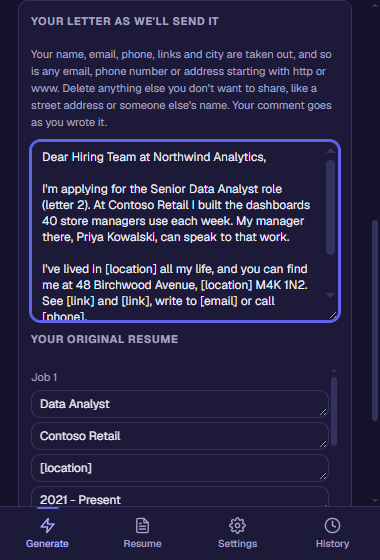 YOUR LETTER AS WE'LL SEND IT
Your name, email, phone, links and city are taken out, and so
is any email, phone number or address starting with http or
www. Delete anything else you don't want to share, like a
street address or someone else's name. Your comment goes
as you wrote it.
Dear Hiring Team at Northwind Analytics,
I'm applying for the Senior Data Analyst role
(letter 2). At Contoso Retail I built the dashboards
40 store managers use each week. My manager
there, Priya Kowalski, can speak to that work.
I've lived in [location] all my life, and you can find
me at 48 Birchwood Avenue, [location] M4K 1N2.
See [link] and [link], write to [email] or call
[phone].
YOUR ORIGINAL RESUME
Job 1
Data Analyst
Contoso Retail
[location]
2021 - Present
Generate
Resume
Settings
History